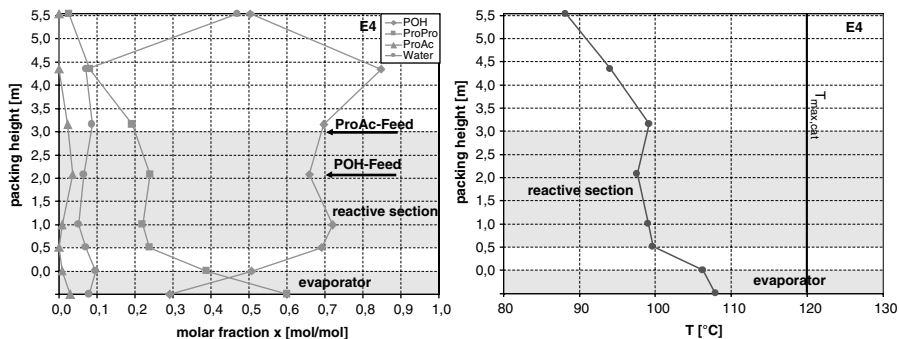 E4
POH
ProPro
ProAc
Water
5,5
5,0
4,5
4,0
3,5
3,0
2,5
2,0
1,5
1,0
0,5
0,0
packing height [m]
ProAc-Feed
POH-Feed
reactive section
evaporator
0,0 0,1 0,2 0,3 0,4 0,5 0,6 0,7 0,8 0,9 1,0
molar fraction x [mol/mol]
E4
5,5
5,0
4,5
4,0
3,5
3,0
2,5
2,0
1,5
1,0
0,5
0,0
packing height [m]
Tmax.cat
reactive section
evaporator
80 90 100 110 120 130
T [°C]